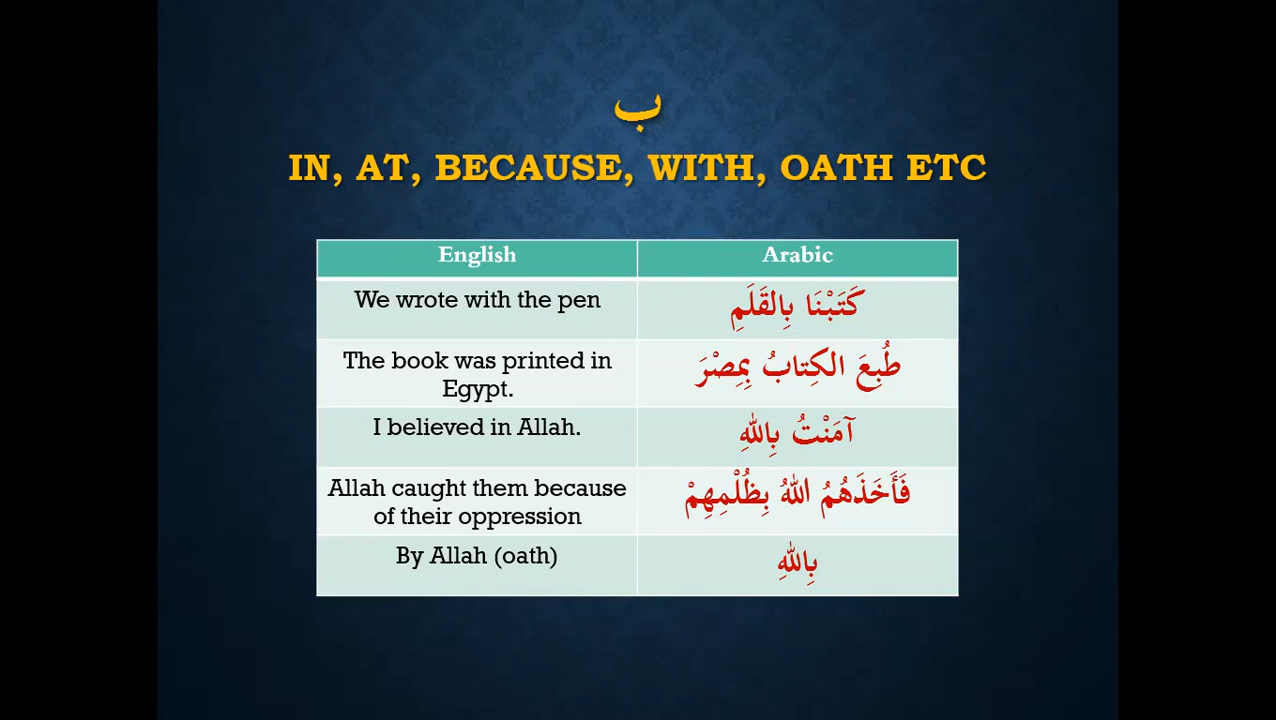 ب
IN, AT, BECAUSE, WITH, OATH ETC
English
Arabic
We wrote with the pen
كَتَبْنَا بِالقَلَمِ
The book was printed in
Egypt.
طُبِعَ الكِتابُ بِمِصْرَ
I believed in Allah.
آمَنْتُ بِاللهِ
Allah caught them because
of their oppression
فَأَخَذَهُمُ اللهُ بِظُلْمِهِمْ
By Allah (oath)
بِاللهِ